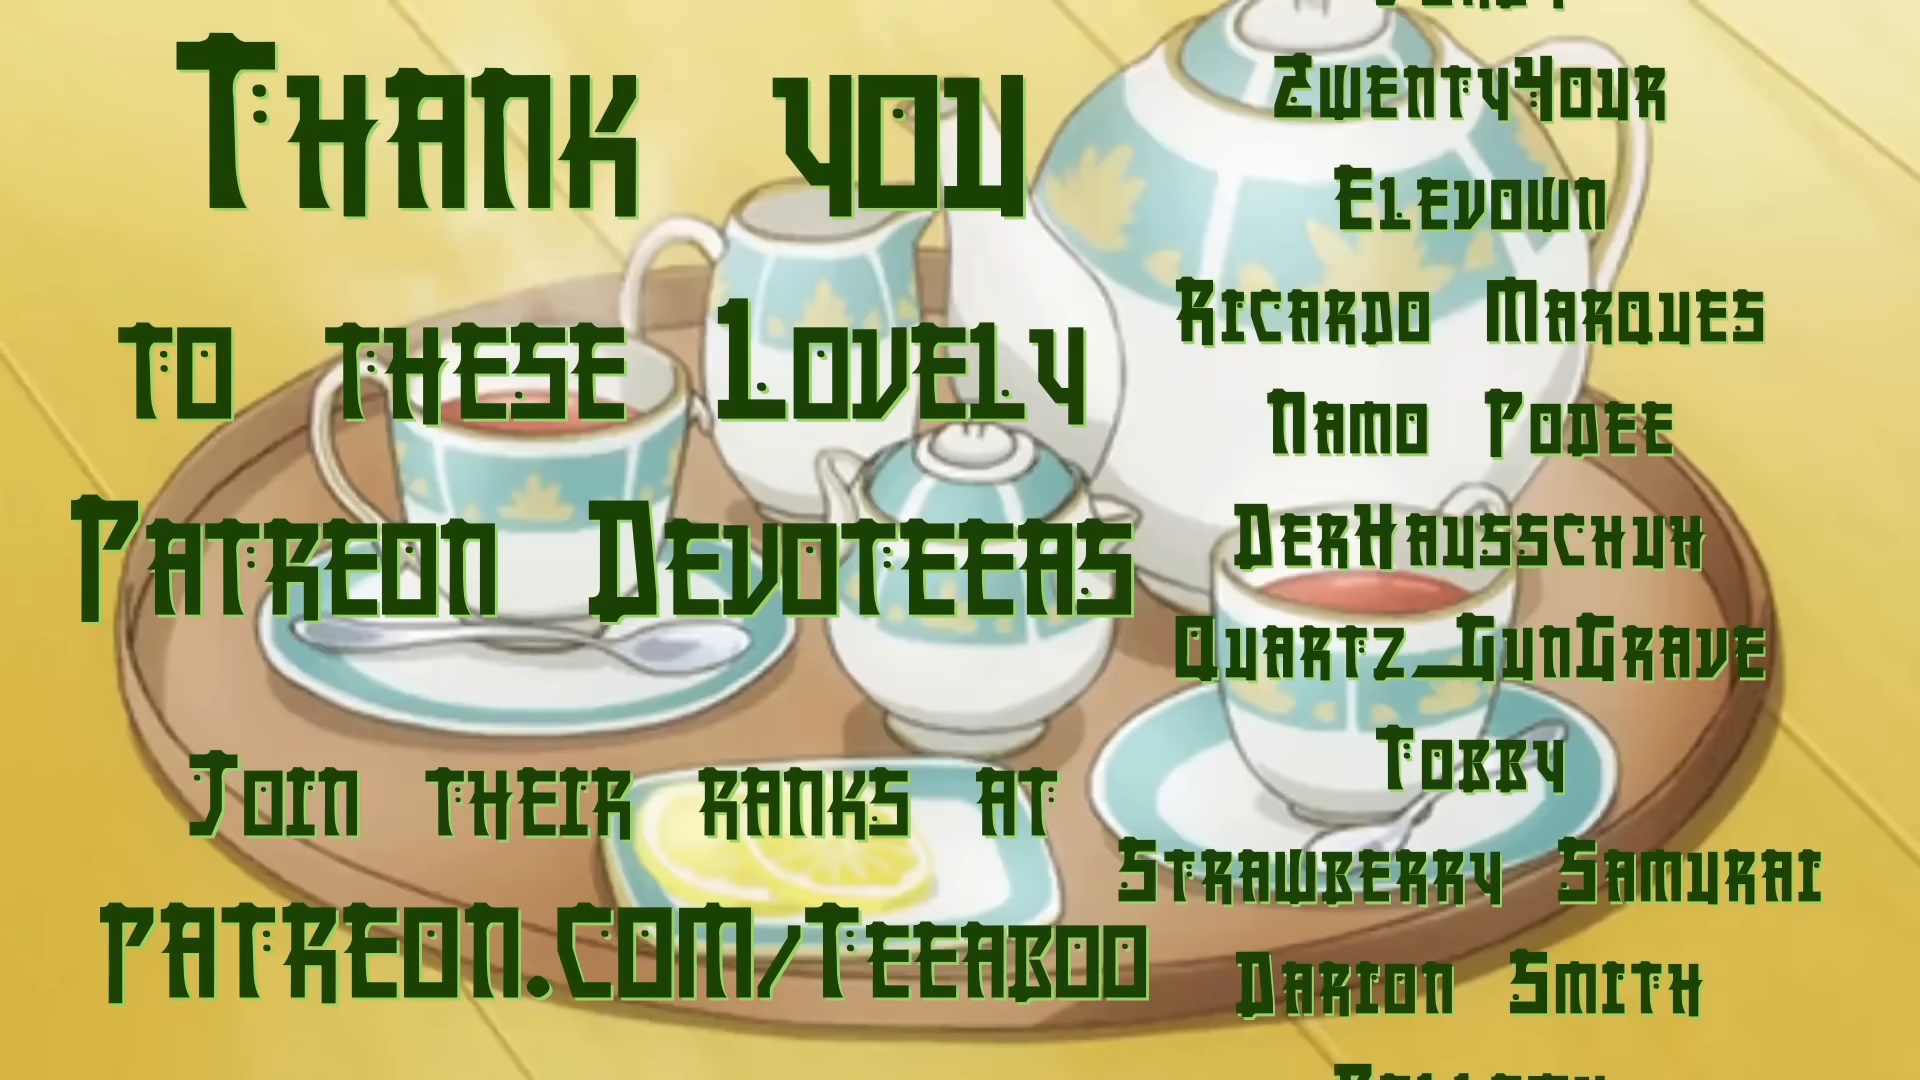 Thank you
to these Lovely
Patreon Devoteeas
Join their ranks at
patreon.com/Teeaboo
ZwentyHour
Elevown
Ricardo Marques
Namo Podee
DerHausschuh
Quartz_GunGrave
Tobby
Strawberry Samurai
Darion Smith